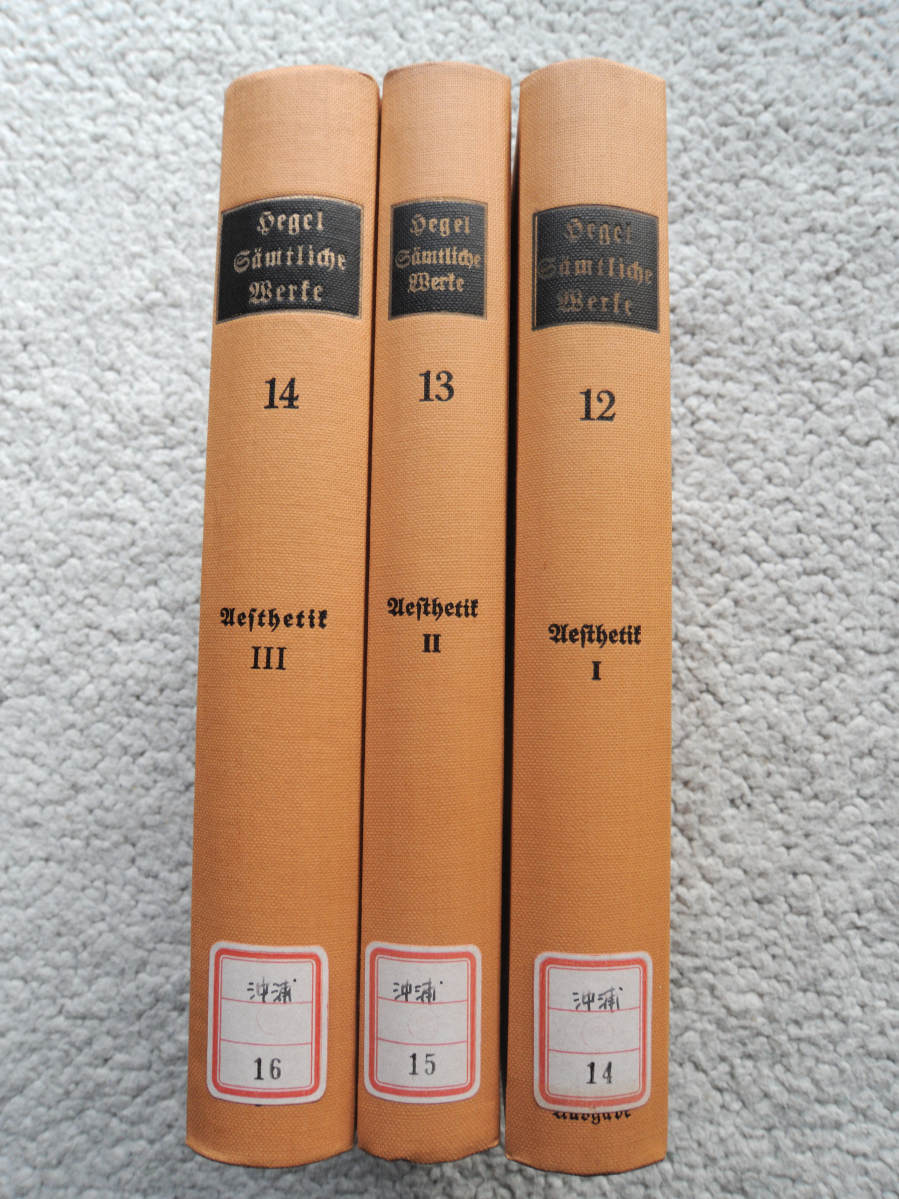 Hegel
Sämtliche
Werke
14
Aesthetik
III
沖浦
16
Hegel
Sämtliche
Werke
13
Aesthetik
II
沖浦
15
Hegel
Sämtliche
Werke
12
Aesthetik
I
沖浦
14
Ausgabe